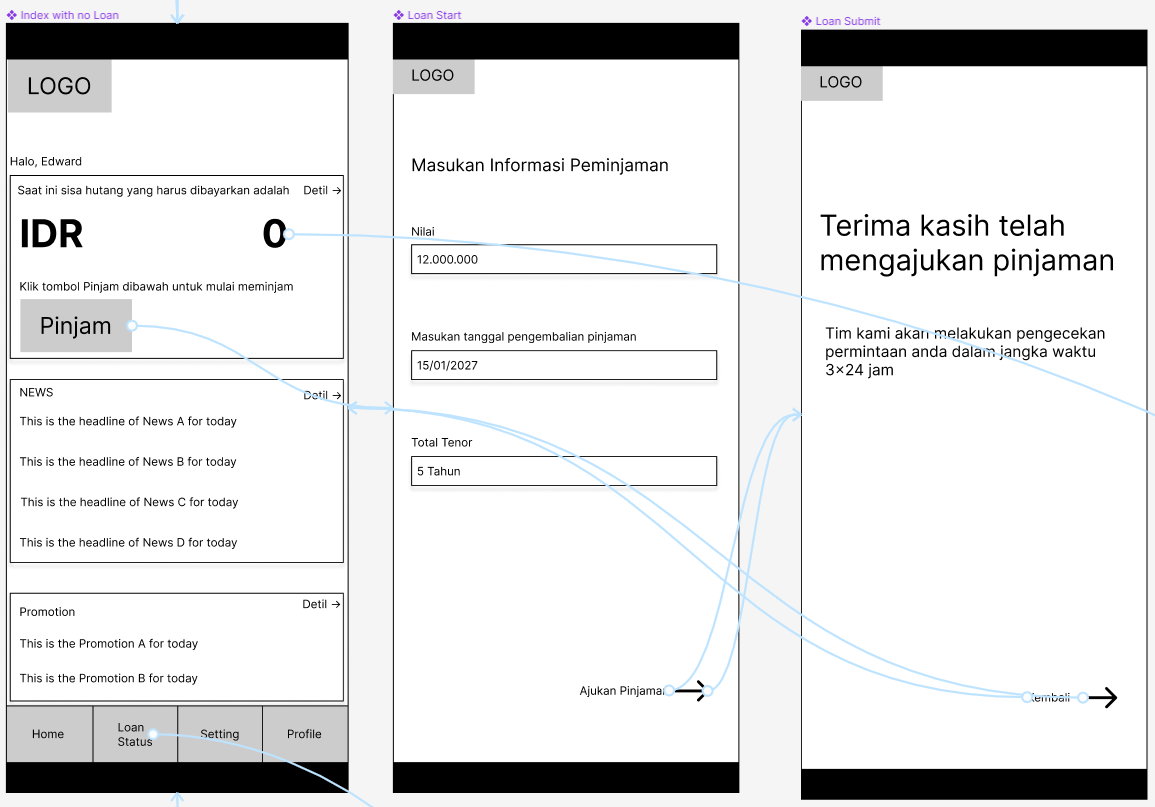 Index with no Loan
LOGO
Halo, Edward
Saat ini sisa hutang yang harus dibayarkan adalah
Detil →
IDR
0
Klik tombol Pinjam dibawah untuk mulai meminjam
Pinjam
NEWS
Detil →
This is the headline of News A for today
This is the headline of News B for today
This is the headline of News C for today
This is the headline of News D for today
Promotion
Detil →
This is the Promotion A for today
This is the Promotion B for today
Home
Loan
Status
Setting
Profile
Loan Start
LOGO
Masukan Informasi Peminjaman
Nilai
12.000.000
Masukan tanggal pengembalian pinjaman
15/01/2027
Total Tenor
5 Tahun
Ajukan Pinjaman
Loan Submit
LOGO
Terima kasih telah
mengajukan pinjaman
Tim kami akan melakukan pengecekan
permintaan anda dalam jangka waktu
3x24 jam
Kembali